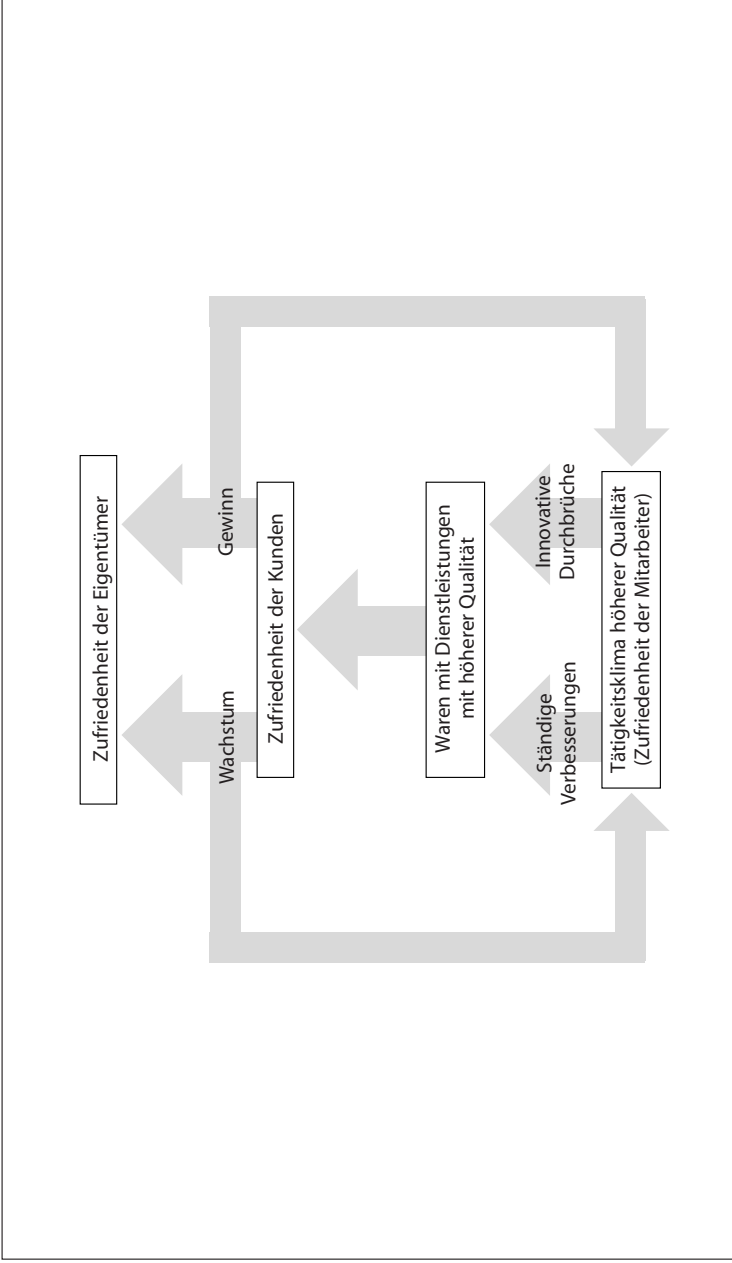 Zufriedenheit der Eigentümer
Wachstum
Gewinn
Zufriedenheit der Kunden
Waren mit Dienstleistungen
mit höherer Qualität
Ständige
Verbesserungen
Innovative
Durchbrüche
Tätigkeitsklima höherer Qualität
(Zufriedenheit der Mitarbeiter)